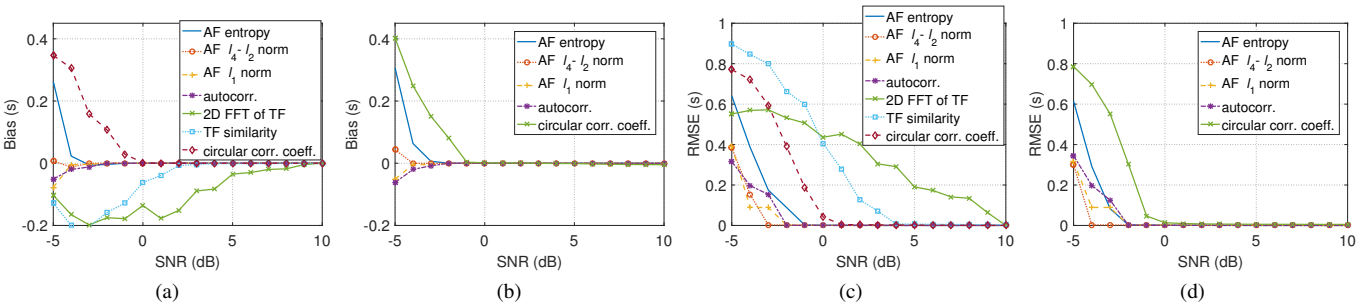 0.4
0.2
0
-0.2
Bias (s)
-5
0
5
10
SNR (dB)
AF entropy
AF l4- l2 norm
AF l1 norm
autocorr.
2D FFT of TF
TF similarity
circular corr. coeff.
(a)
0.4
0.2
0
-0.2
Bias (s)
-5
0
5
10
SNR (dB)
AF entropy
AF l4- l2 norm
AF l1 norm
autocorr.
circular corr. coeff.
(b)
1
0.8
0.6
0.4
0.2
0
RMSE (s)
-5
0
5
10
SNR (dB)
AF entropy
AF l4- l2 norm
AF l1 norm
autocorr.
2D FFT of TF
TF similarity
circular corr. coeff.
(c)
1
0.8
0.6
0.4
0.2
0
RMSE (s)
-5
0
5
10
SNR (dB)
AF entropy
AF l4- l2 norm
AF l1 norm
autocorr.
circular corr. coeff.
(d)